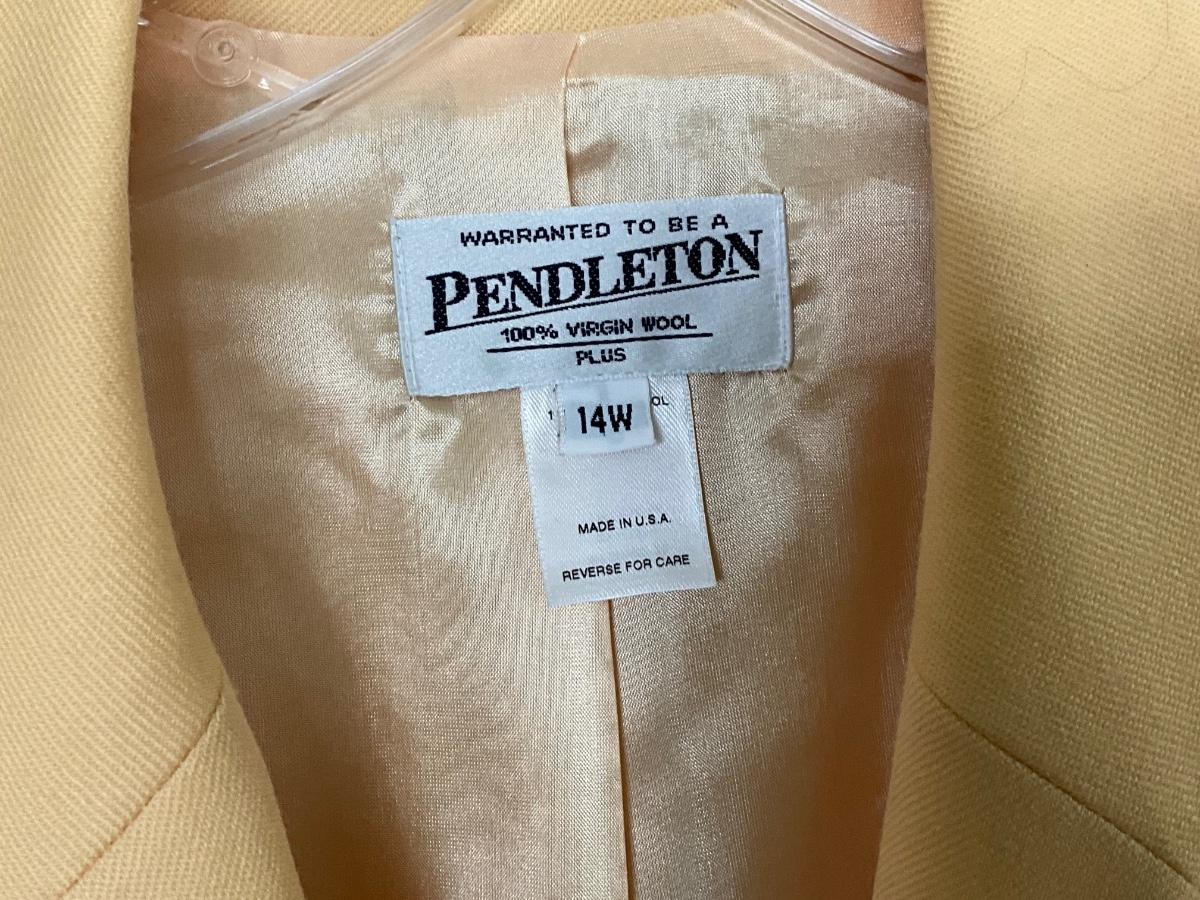 WARRANTED TO BE A
PENDLETON
100% VIRGIN WOOL
PLUS
14W
MADE IN U.S.A.
REVERSE FOR CARE